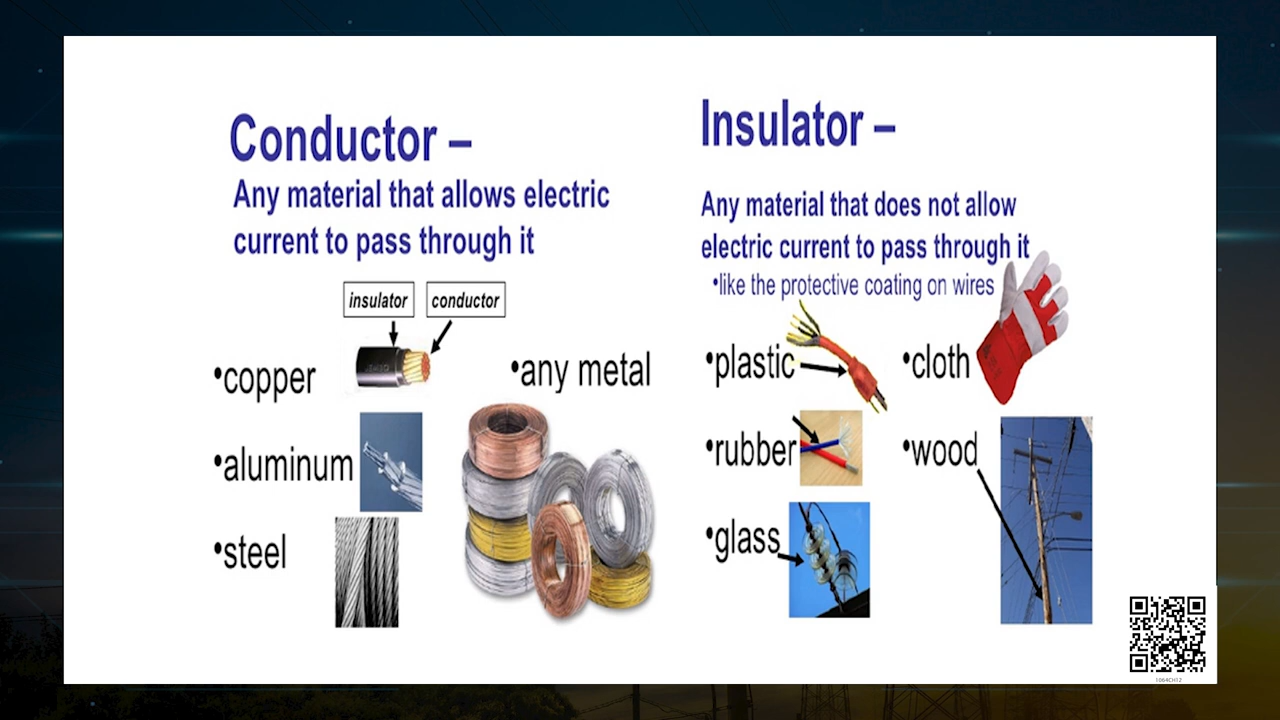 Conductor –
Any material that allows electric
current to pass through it
insulator
conductor
•copper
•any metal
•aluminum
•steel
Insulator –
Any material that does not allow
electric current to pass through it
•like the protective coating on wires
•plastic
•cloth
•rubber
•wood
•glass
1064CH12